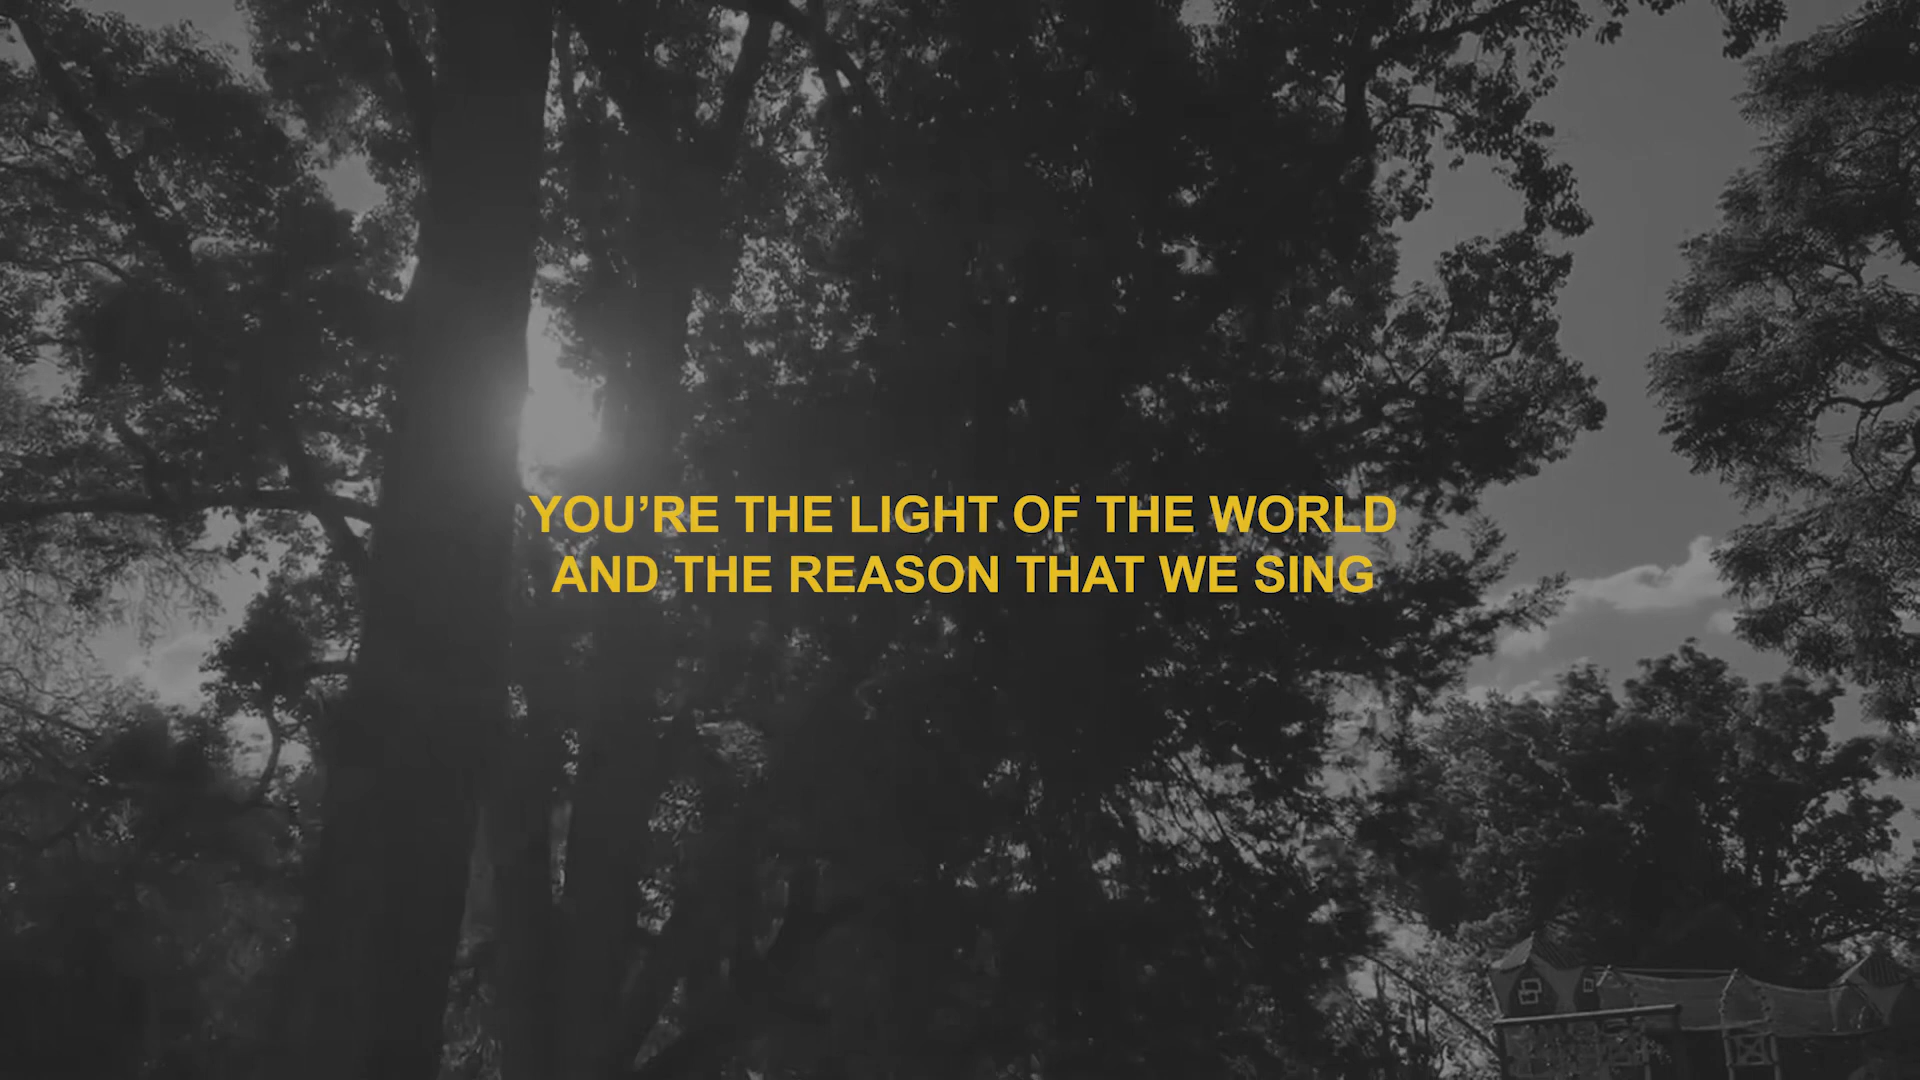 YOU’RE THE LIGHT OF THE WORLD
AND THE REASON THAT WE SING